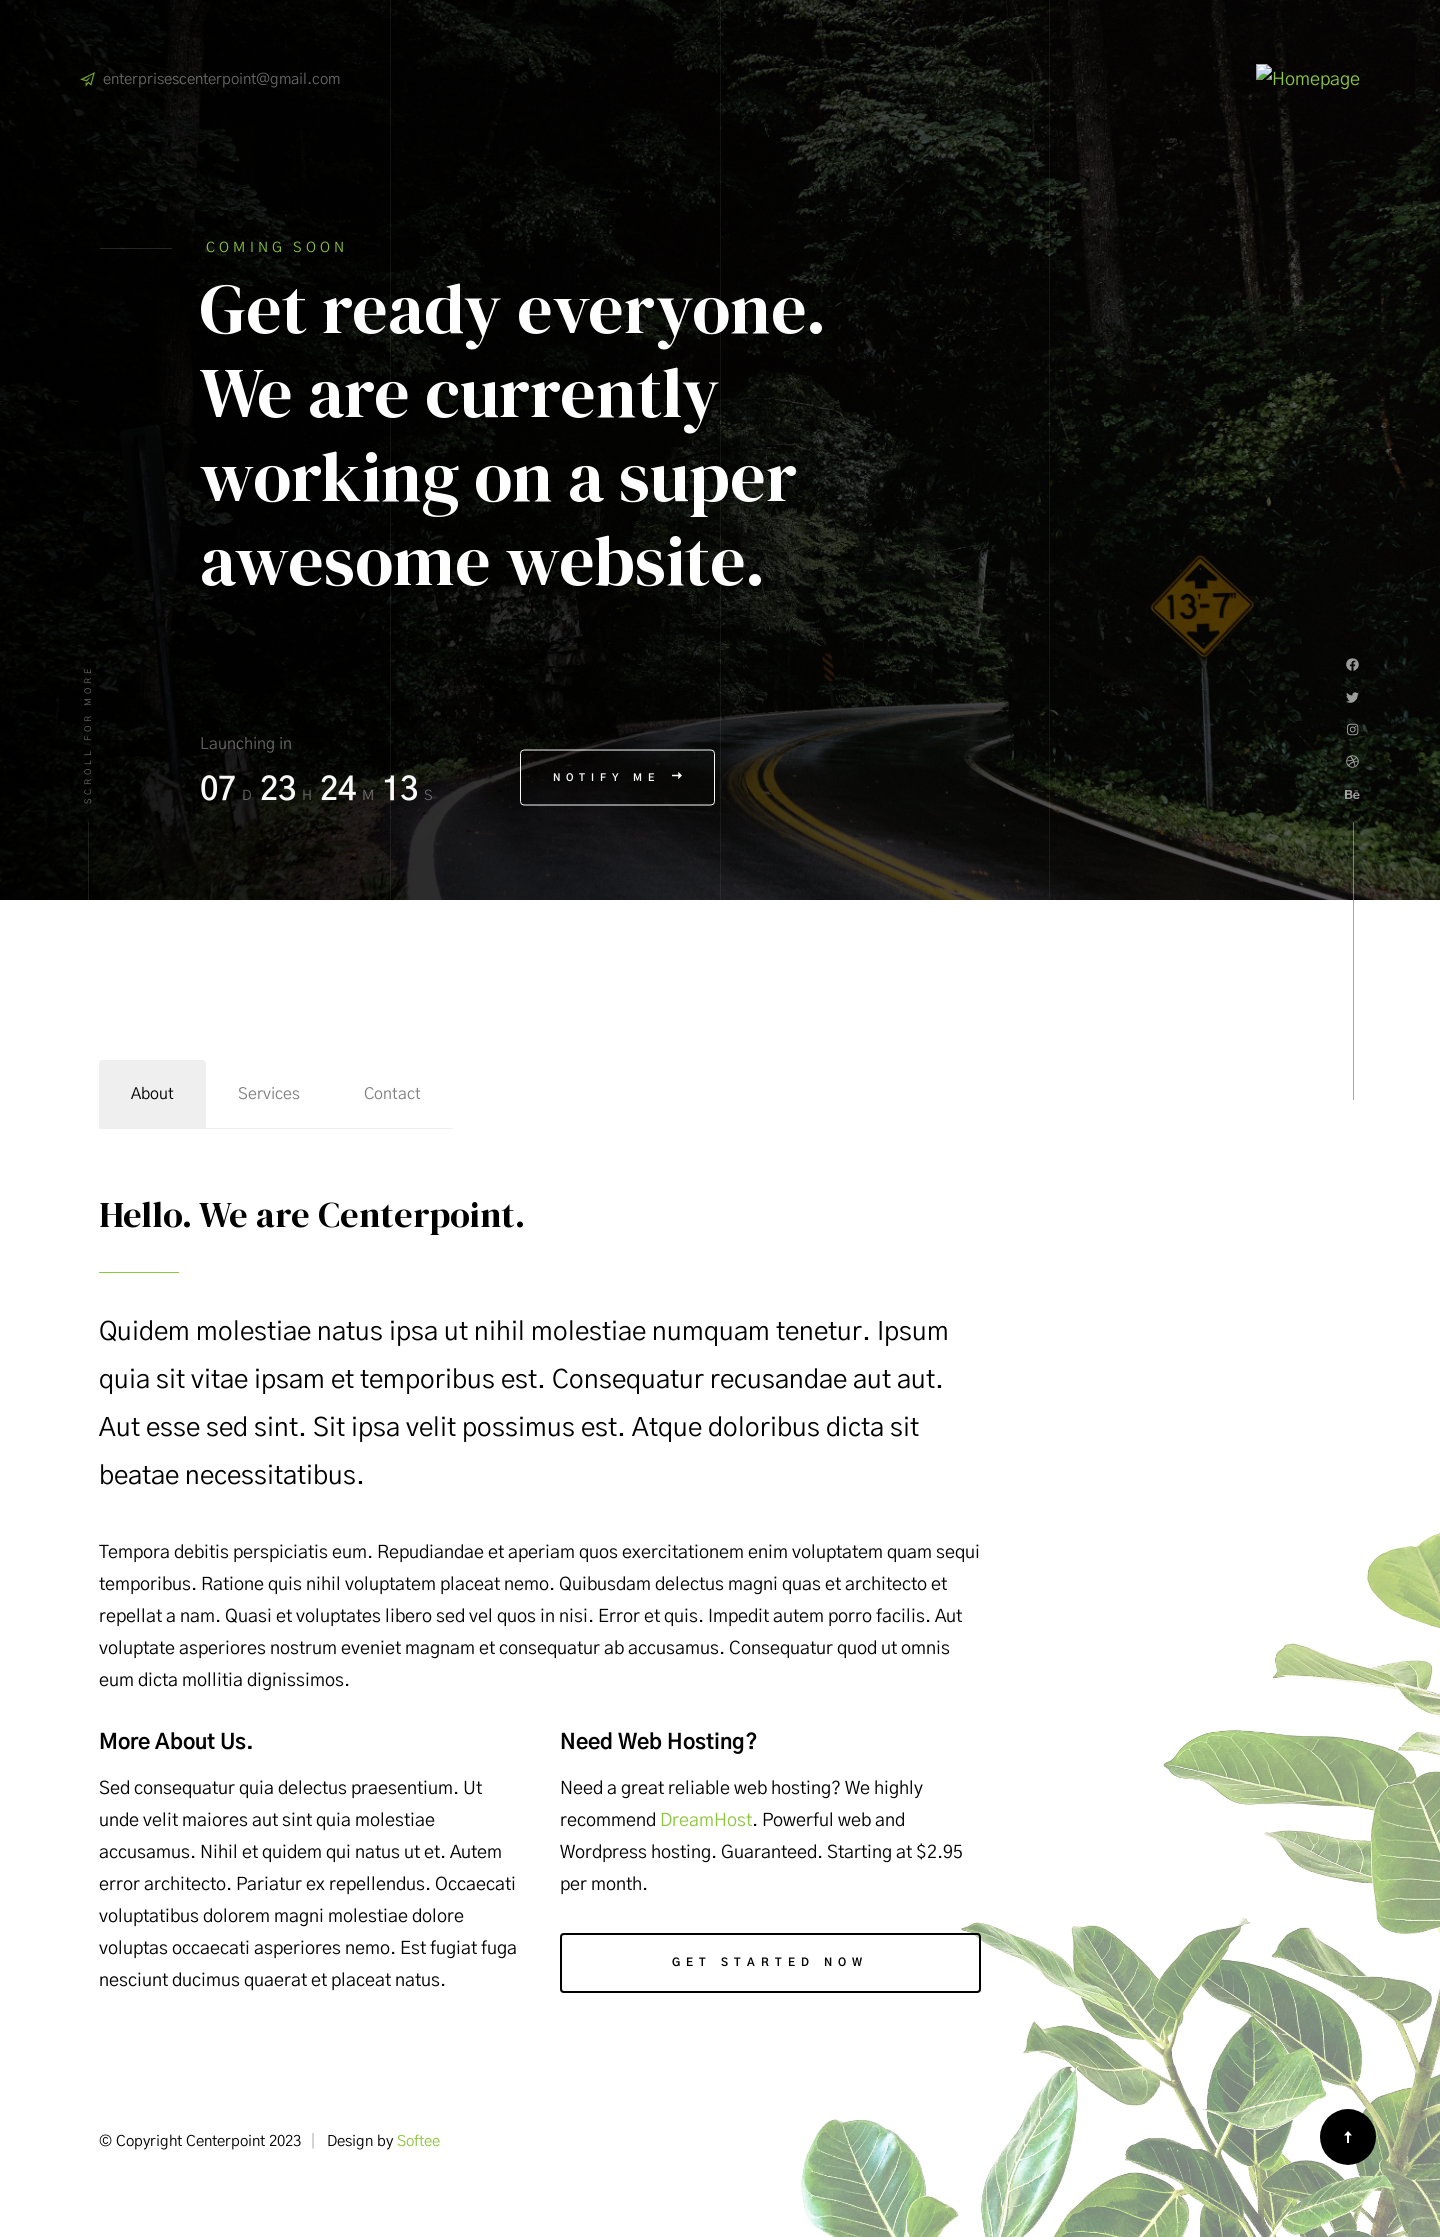 enterprisescenterpoint@gmail.com
Homepage
COMING SOON
Get ready everyone.
We are currently
working on a super
awesome website.
13'-7"
SCROLL FOR MORE
Launching in
07 D 23 H 24 M 13 S
NOTIFY ME
Bē
About
Services
Contact
Hello. We are Centerpoint.
Quidem molestiae natus ipsa ut nihil molestiae numquam tenetur. Ipsum
quia sit vitae ipsam et temporibus est. Consequatur recusandae aut aut.
Aut esse sed sint. Sit ipsa velit possimus est. Atque doloribus dicta sit
beatae necessitatibus.
Tempora debitis perspiciatis eum. Repudiandae et aperiam quos exercitationem enim voluptatem quam sequi
temporibus. Ratione quis nihil voluptatem placeat nemo. Quibusdam delectus magni quas et architecto et
repellat a nam. Quasi et voluptates libero sed vel quos in nisi. Error et quis. Impedit autem porro facilis. Aut
voluptate asperiores nostrum eveniet magnam et consequatur ab accusamus. Consequatur quod ut omnis
eum dicta mollitia dignissimos.
More About Us.
Sed consequatur quia delectus praesentium. Ut
unde velit maiores aut sint quia molestiae
accusamus. Nihil et quidem qui natus ut et. Autem
error architecto. Pariatur ex repellendus. Occaecati
voluptatibus dolorem magni molestiae dolore
voluptas occaecati asperiores nemo. Est fugiat fuga
nesciunt ducimus quaerat et placeat natus.
Need Web Hosting?
Need a great reliable web hosting? We highly
recommend DreamHost. Powerful web and
Wordpress hosting. Guaranteed. Starting at $2.95
per month.
GET STARTED NOW
© Copyright Centerpoint 2023
Design by Softee